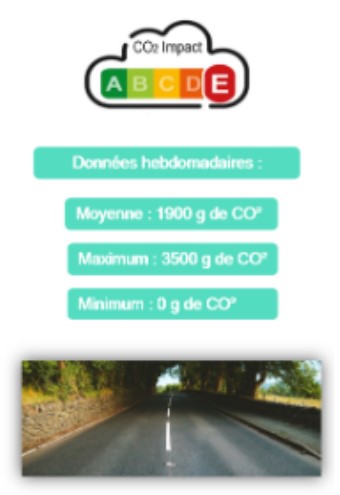 CO₂ Impact
A B C D E
Données hebdomadaires :
Moyenne : 1900 g de CO²
Maximum : 3500 g de CO²
Minimum : 0 g de CO²